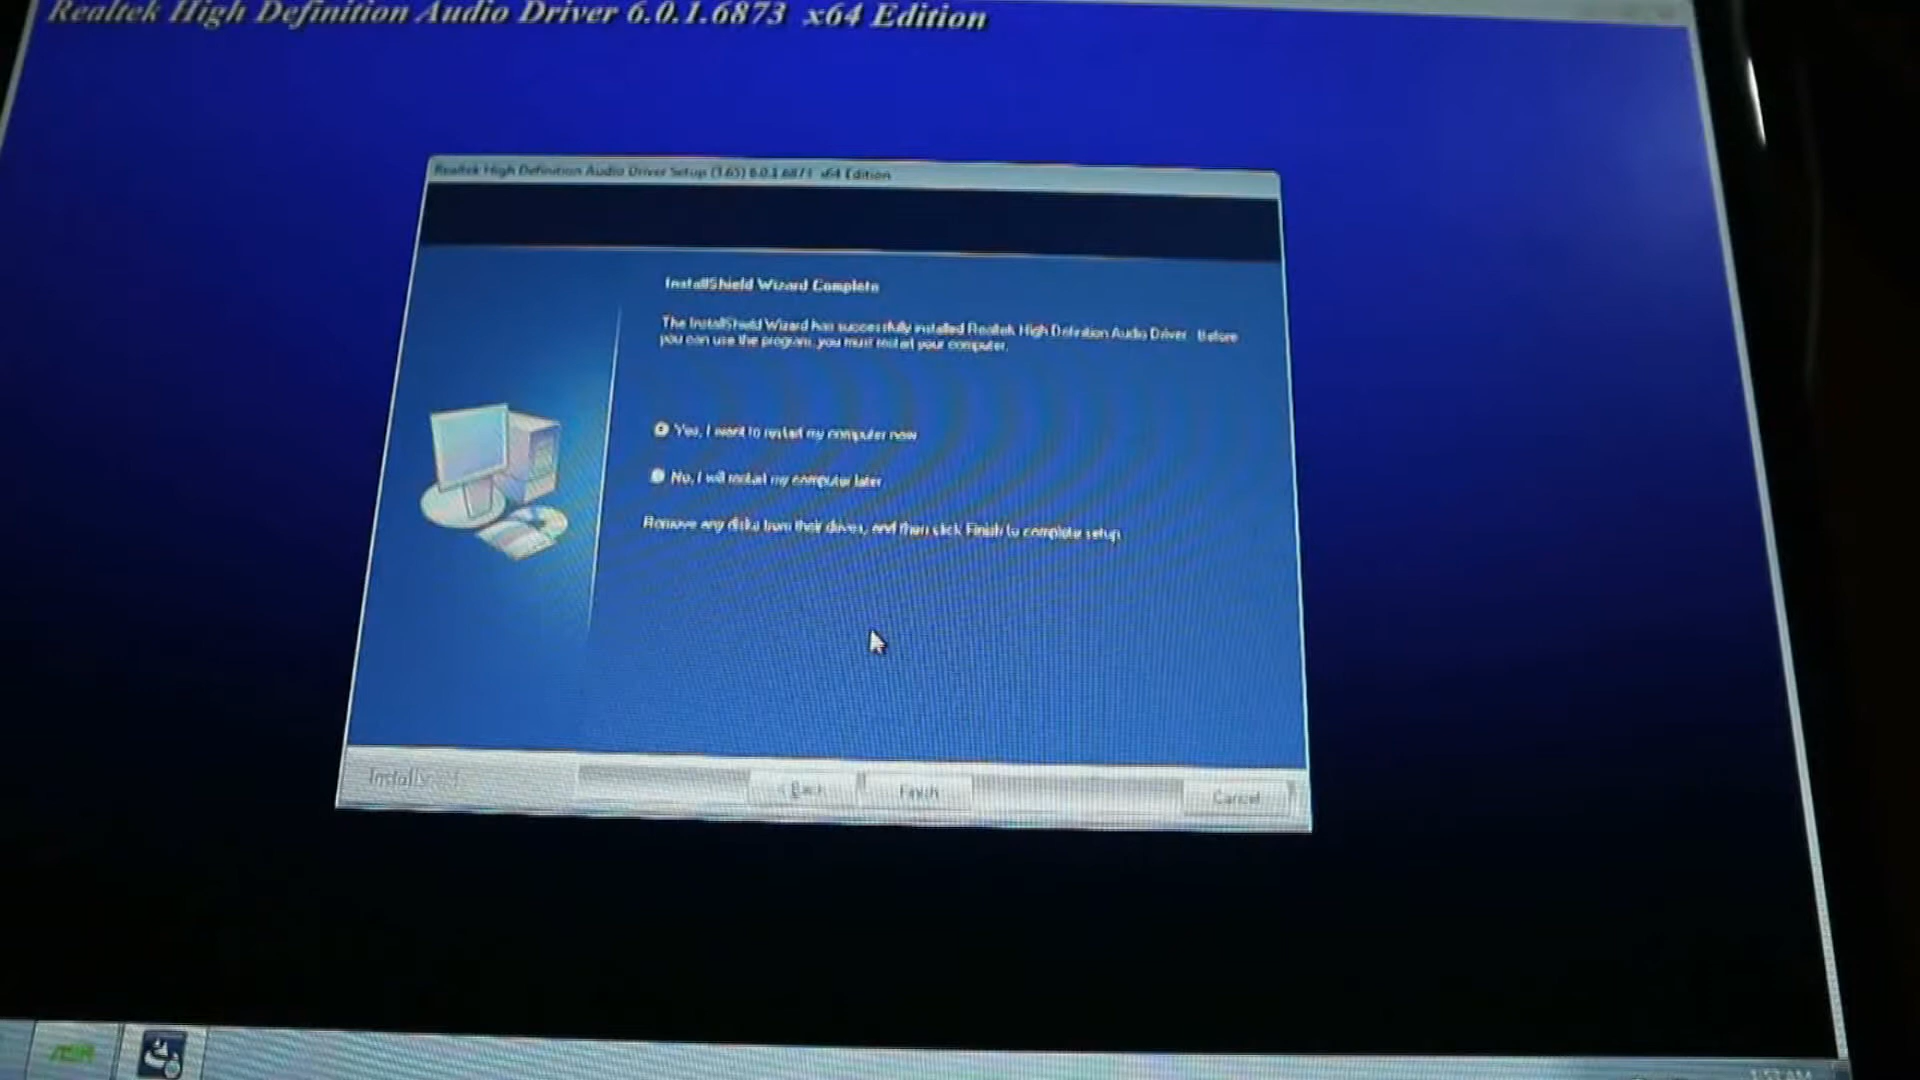 Realtek High Definition Audio Driver 6.0.1.6873 x64 Edition
Realtek High Definition Audio Driver Setup (3.65) 6.0.1.6873 x64 Edition
InstallShield Wizard Complete
The InstallShield Wizard has successfully installed Realtek High Definition Audio Driver. Before
you can use the program, you must restart your computer.
Yes, I want to restart my computer now
No, I will restart my computer later
Remove any disks from their drives, and then click Finish to complete setup.
InstallShield
< Back
Finish
Cancel
1:53 AM